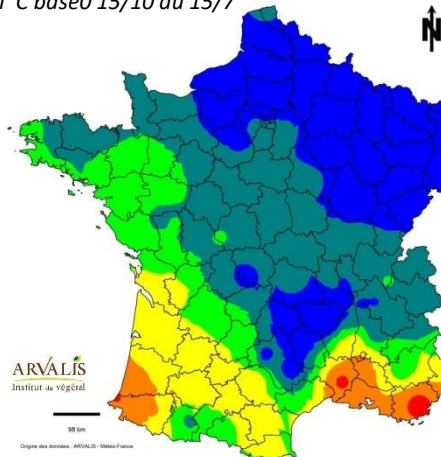 °C base0 15/10 au 15/7
N
ARVALIS
Institut du végétal
98 km
Origine des données : ARVALIS - Météo-France